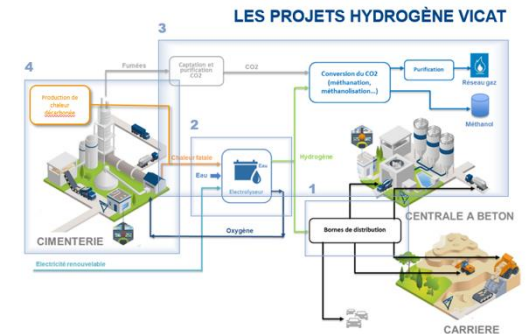 LES PROJETS HYDROGÈNE VICAT
3
4
Fumées
Captation et
purification
CO2
CO2
Conversion du CO2
(méthanation,
méthanolisation...)
Purification
Réseau gaz
Méthanol
Production de
chaleur
décarbonée
2
Chaleur fatale
Eau
Eau
Electrolyseur
Hydrogène
1
Oxygène
Bornes de distribution
CENTRALE A BETON
CIMENTERIE
Electricité renouvelable
CARRIERE